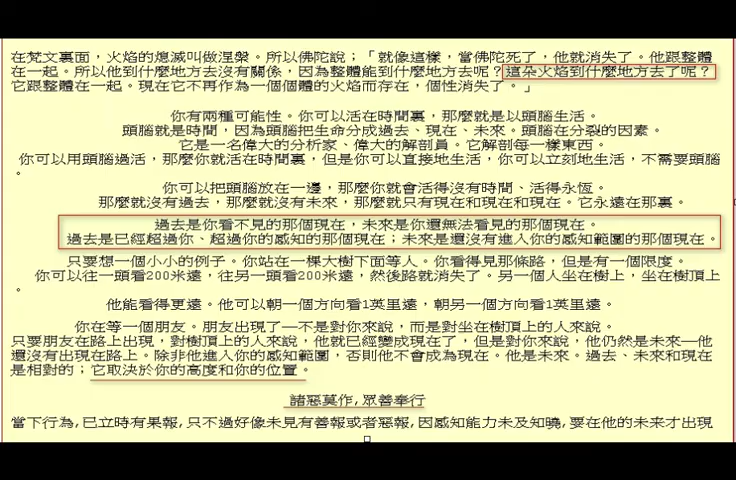 在梵文裏面，火焰的熄滅叫做涅槃。所以佛陀說；「就像這樣，當佛陀死了，他就消失了。他跟整體
在一起。所以他到什麼地方去沒有關係，因為整體能到什麼地方去呢？這朵火焰到什麼地方去了呢？
它跟整體在一起。現在它不再作為一個個體的火焰而存在，個性消失了。」
你有兩種可能性。你可以活在時間裏，那麼就是以頭腦生活。
頭腦就是時間，因為頭腦把生命分成過去、現在、未來。頭腦在分裂的因素。
它是一名偉大的分析家、偉大的解剖員。它解剖每一樣東西。
你可以用頭腦過活，那麼你就活在時間裏，但是你可以直接地生活，你可以立刻地生活，不需要頭腦
。
你可以把頭腦放在一邊，那麼你就會活得沒有時間、活得永恆。
那麼就沒有過去，那麼就沒有未來，那麼就只有現在和現在和現在。它永遠在那裏。
過去是你看不見的那個現在，未來是你還無法看見的那個現在。
過去是已經超過你、超過你的感知的那個現在；未來是還沒有進入你的感知範圍的那個現在。
只要想一個小小的例子。你站在一棵大樹下面等人。你看得見那條路，但是有一個限度。
你可以往一頭看200米遠，往另一頭看200米遠，然後路就消失了。另一個人坐在樹上，坐在樹頂上
。
他能看得更遠。他可以朝一個方向看1英里遠，朝另一個方向看1英里遠。
你在等一個朋友。朋友出現了—不是對你來說，而是對坐在樹頂上的人來說。
只要朋友在路上出現，對樹頂上的人來說，他就已經變成現在了，但是對你來說，他仍然是未來—他
還沒有出現在路上。除非他進入你的感知範圍，否則他不會成為現在。他是未來。過去、未來和現在
是相對的；它取決於你的高度和你的位置。
諸惡莫作,眾善奉行
當下行為,已立時有果報,只不過好像未見有善報或者惡報,因感知能力未及知曉,要在他的未來才出現